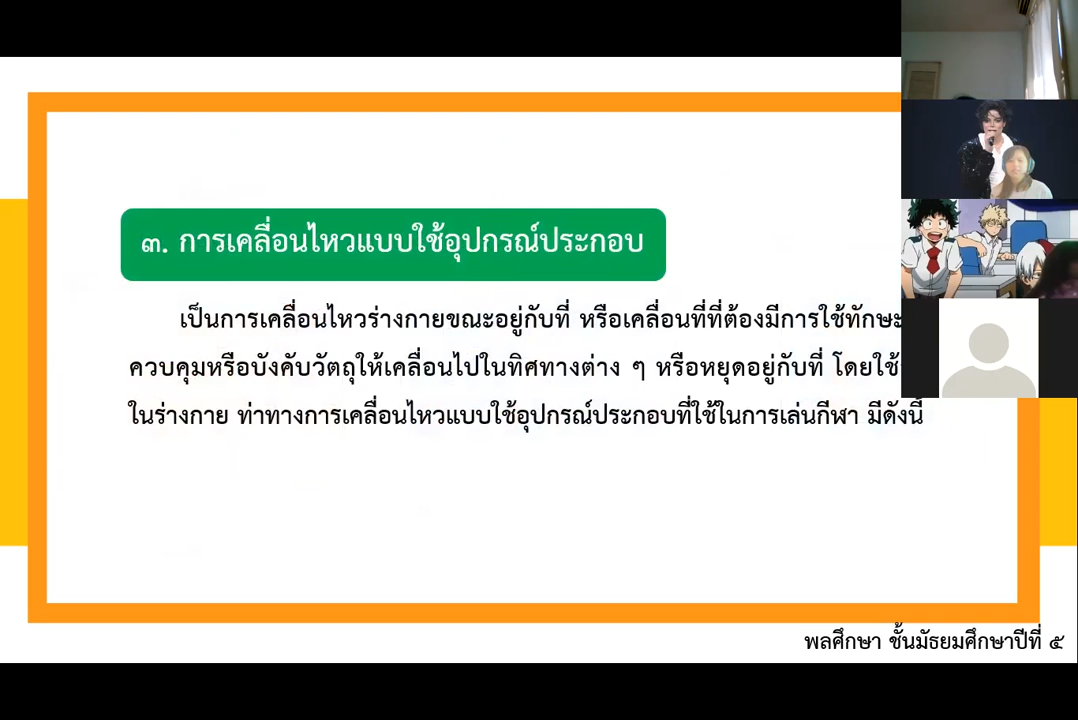 ๓. การเคลื่อนไหวแบบใช้อุปกรณ์ประกอบ
เป็นการเคลื่อนไหวร่างกายขณะอยู่กับที่ หรือเคลื่อนที่ที่ต้องมีการใช้ทักษะ
ควบคุมหรือบังคับวัตถุให้เคลื่อนไปในทิศทางต่าง ๆ หรือหยุดอยู่กับที่ โดยใช้
ในร่างกาย ท่าทางการเคลื่อนไหวแบบใช้อุปกรณ์ประกอบที่ใช้ในการเล่นกีฬา มีดังนี้
พลศึกษา ชั้นมัธยมศึกษาปีที่ ๕